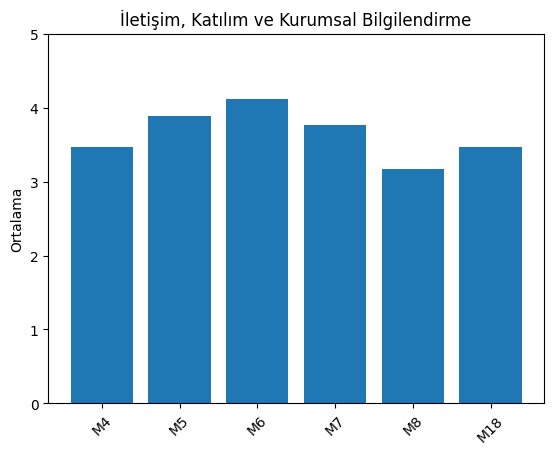 İletişim, Katılım ve Kurumsal Bilgilendirme
5
4
3
2
1
0
Ortalama
M4
M5
M6
M7
M8
M18